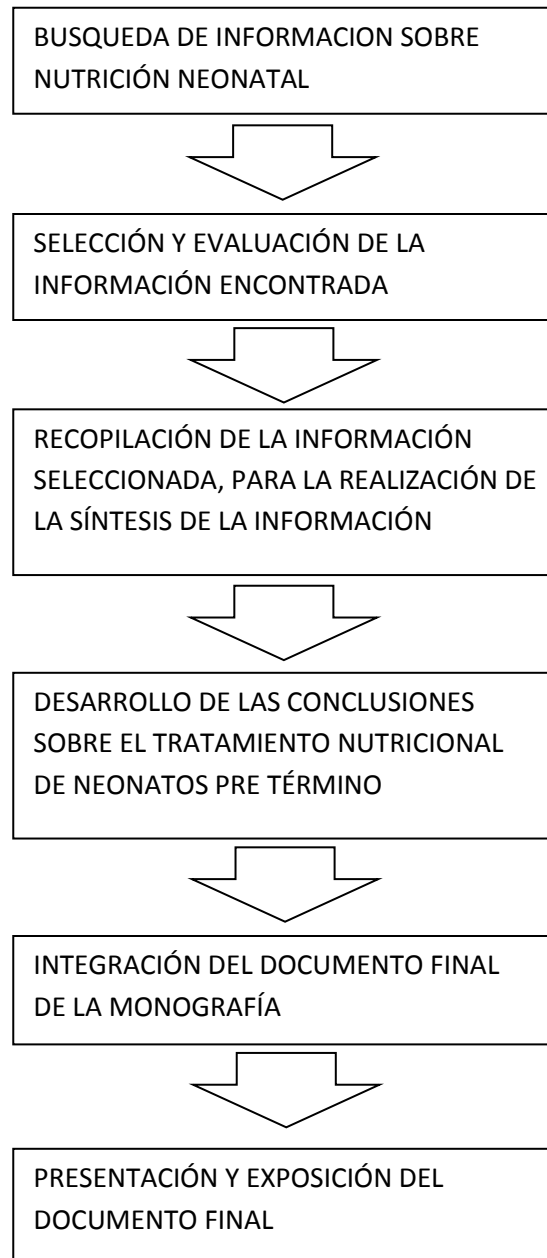 BUSQUEDA DE INFORMACION SOBRE
NUTRICIÓN NEONATAL
SELECCIÓN Y EVALUACIÓN DE LA
INFORMACIÓN ENCONTRADA
RECOPILACIÓN DE LA INFORMACIÓN
SELECCIONADA, PARA LA REALIZACIÓN DE
LA SÍNTESIS DE LA INFORMACIÓN
DESARROLLO DE LAS CONCLUSIONES
SOBRE EL TRATAMIENTO NUTRICIONAL
DE NEONATOS PRE TÉRMINO
INTEGRACIÓN DEL DOCUMENTO FINAL
DE LA MONOGRAFÍA
PRESENTACIÓN Y EXPOSICIÓN DEL
DOCUMENTO FINAL